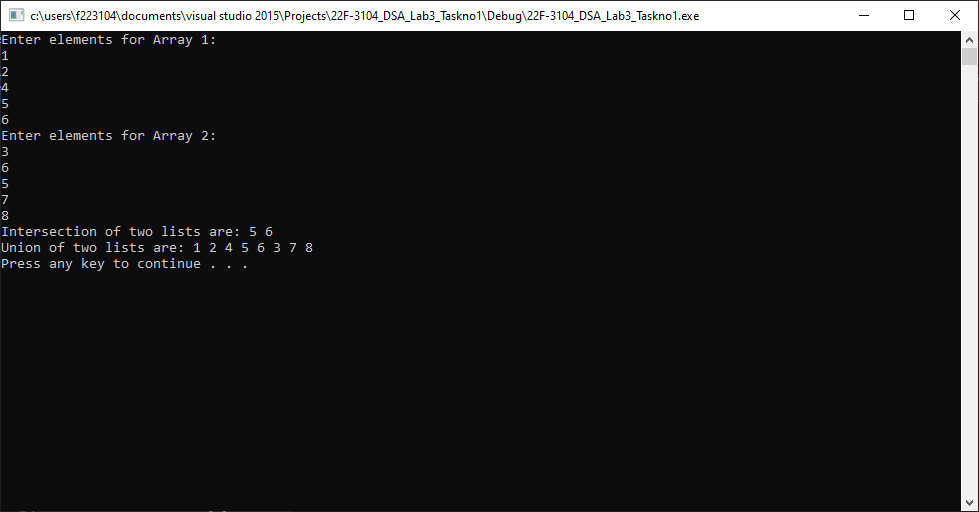 c:\users\f223104\documents\visual studio 2015\Projects\22F-3104_DSA_Lab3_Taskno1\Debug\22F-3104_DSA_Lab3_Taskno1.exe
Enter elements for Array 1:
1
2
4
5
6
Enter elements for Array 2:
3
6
5
7
8
Intersection of two lists are: 5 6
Union of two lists are: 1 2 4 5 6 3 7 8
Press any key to continue . . .